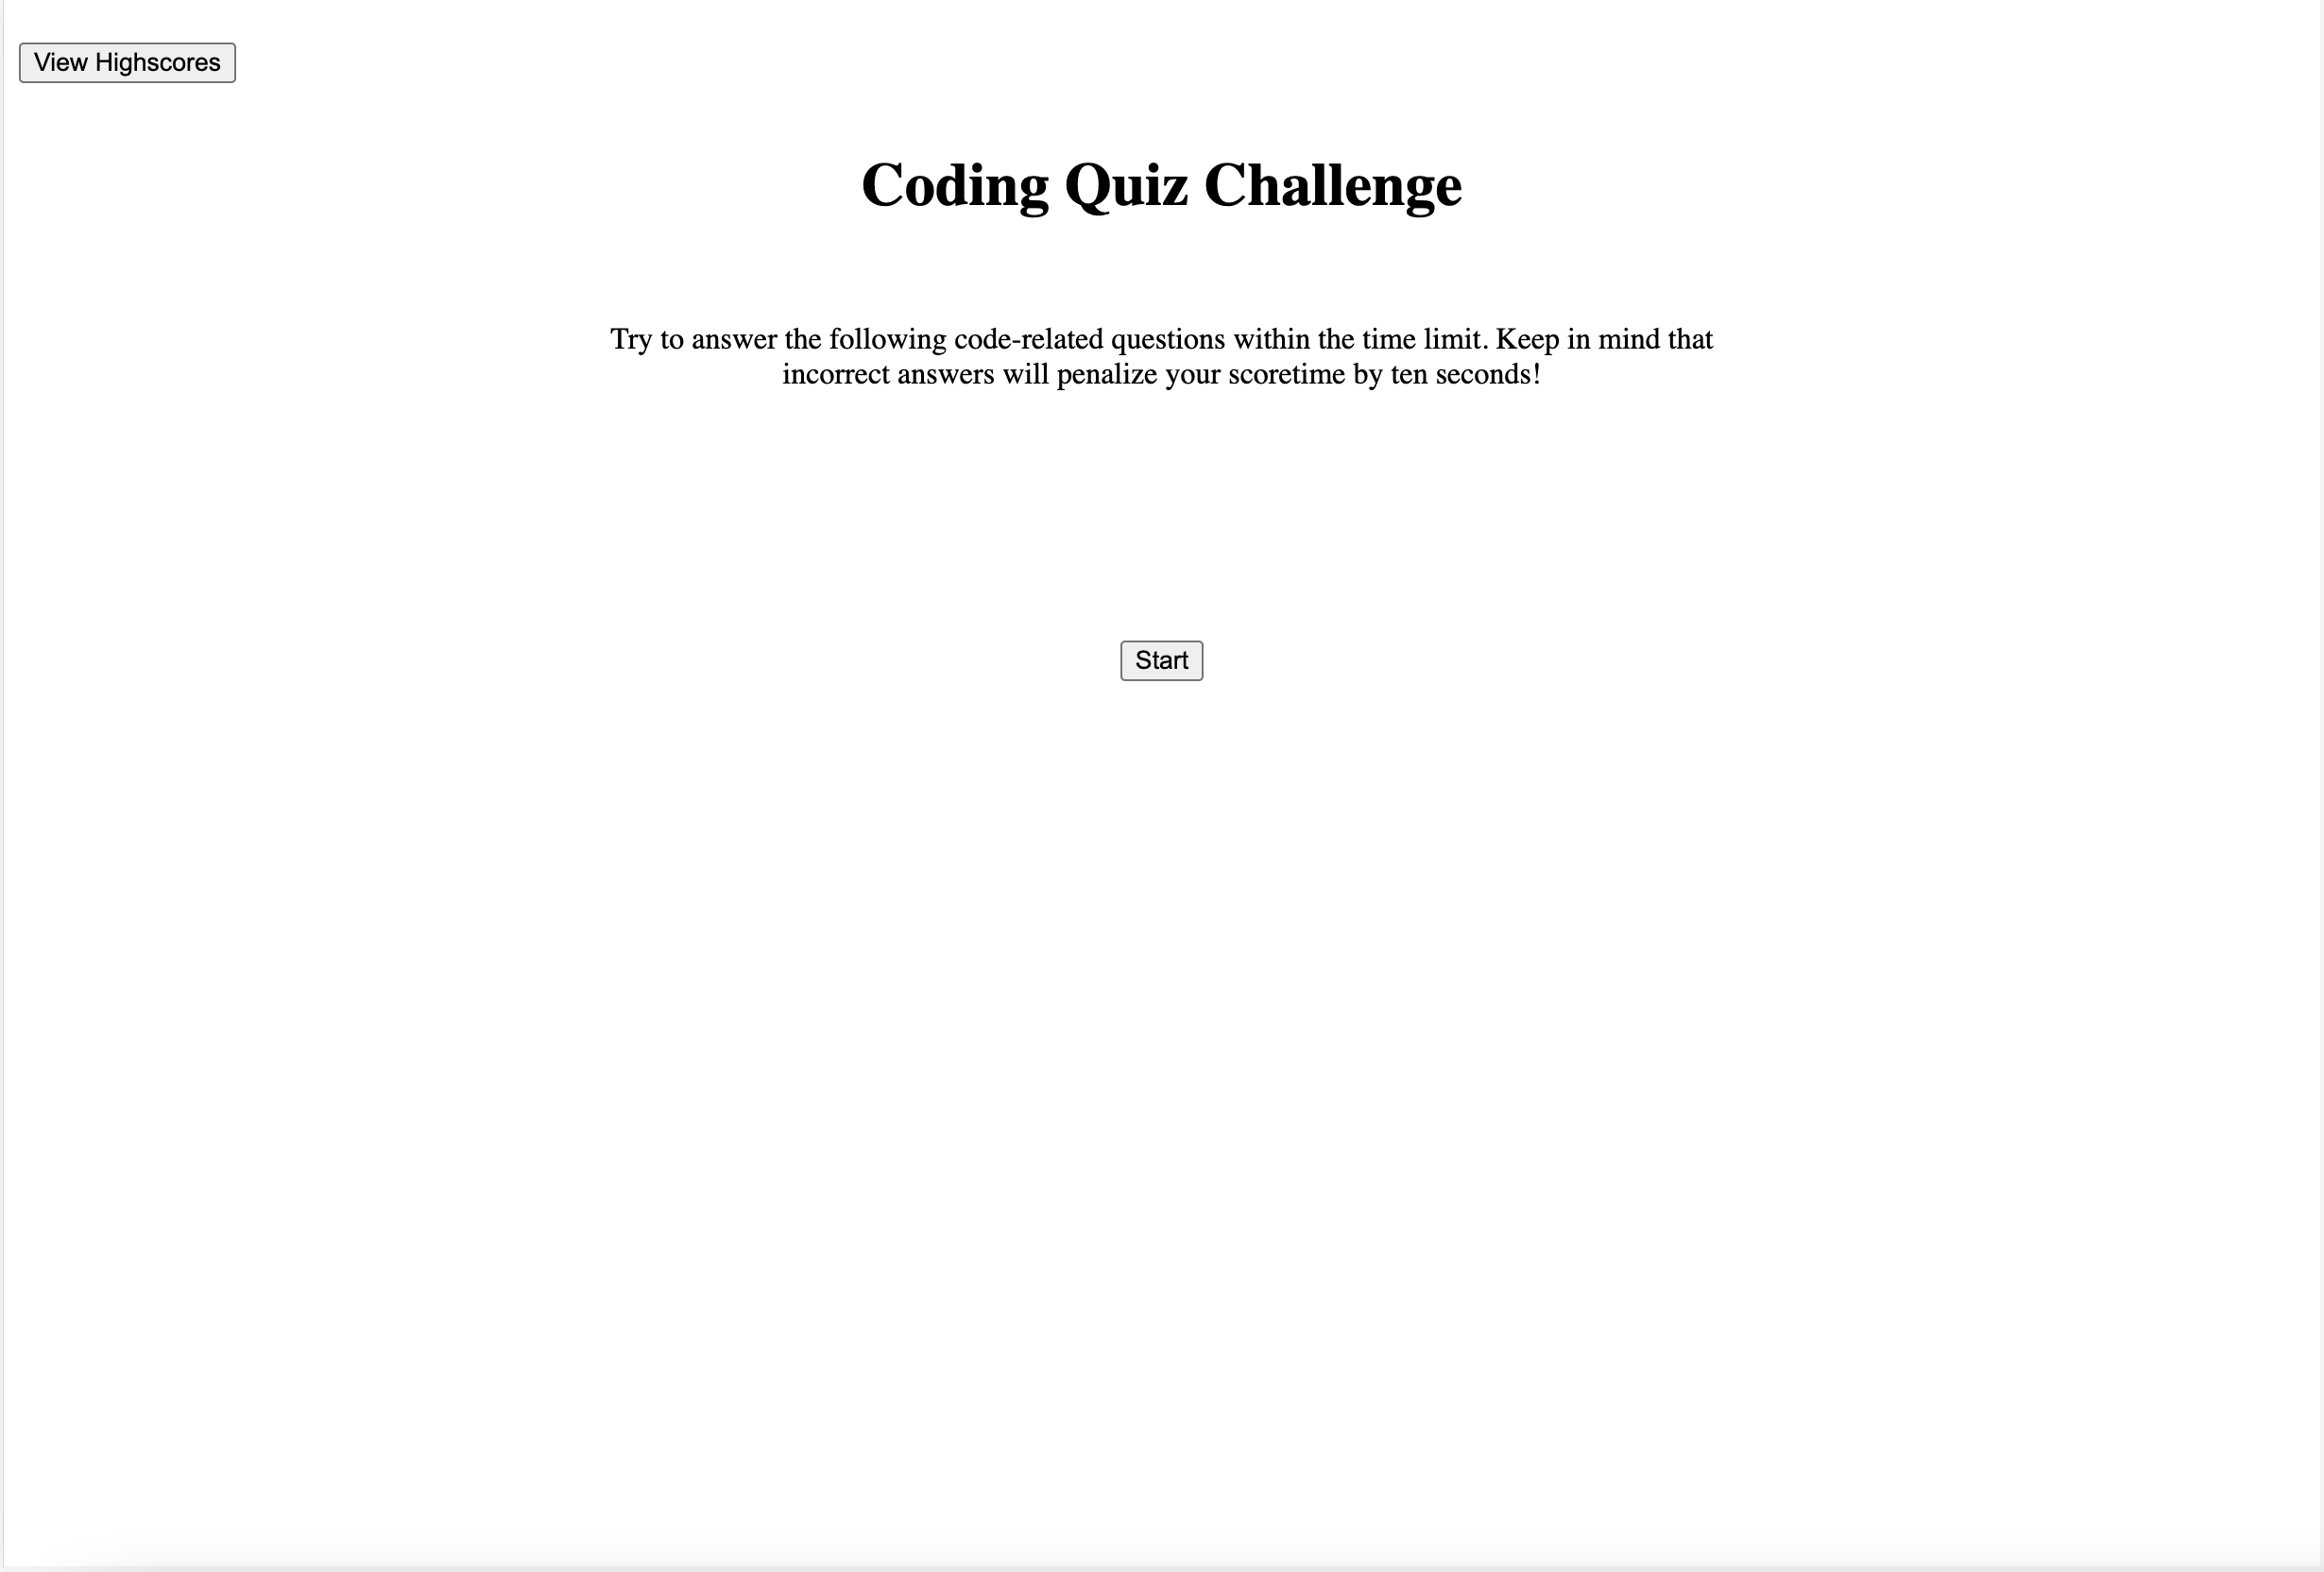 View Highscores
Coding Quiz Challenge
Try to answer the following code-related questions within the time limit. Keep in mind that
incorrect answers will penalize your scoretime by ten seconds!
Start